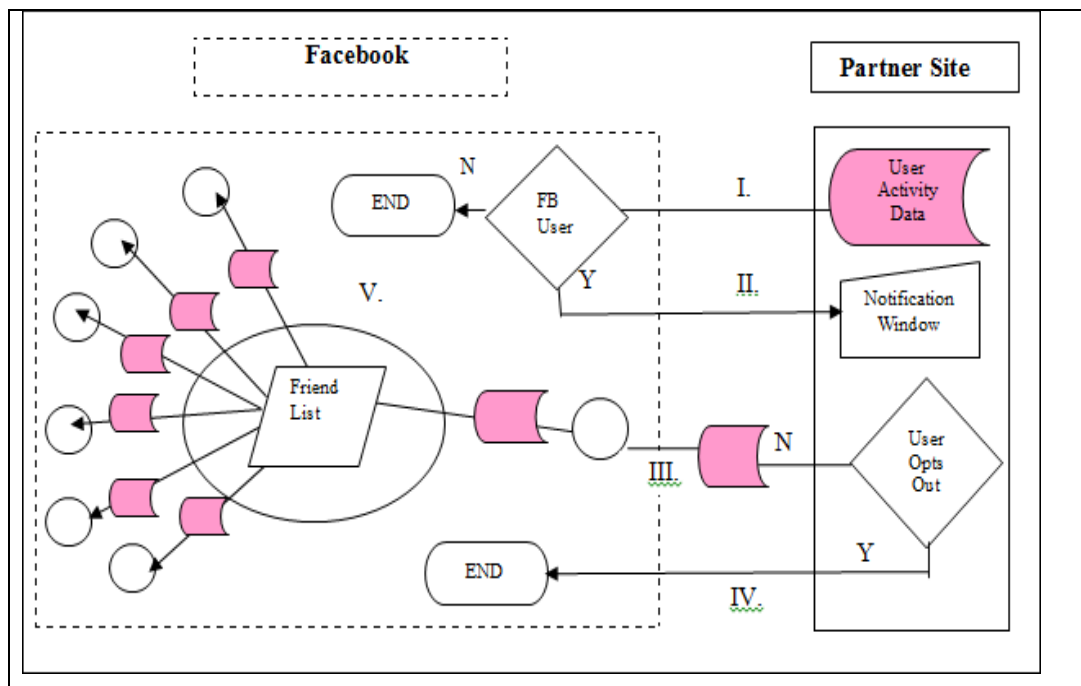 Facebook
Partner Site
N
END
FB
User
I.
User
Activity
Data
Y
II.
Notification
Window
V.
Friend
List
III.
N
User
Opts
Out
END
Y
IV.